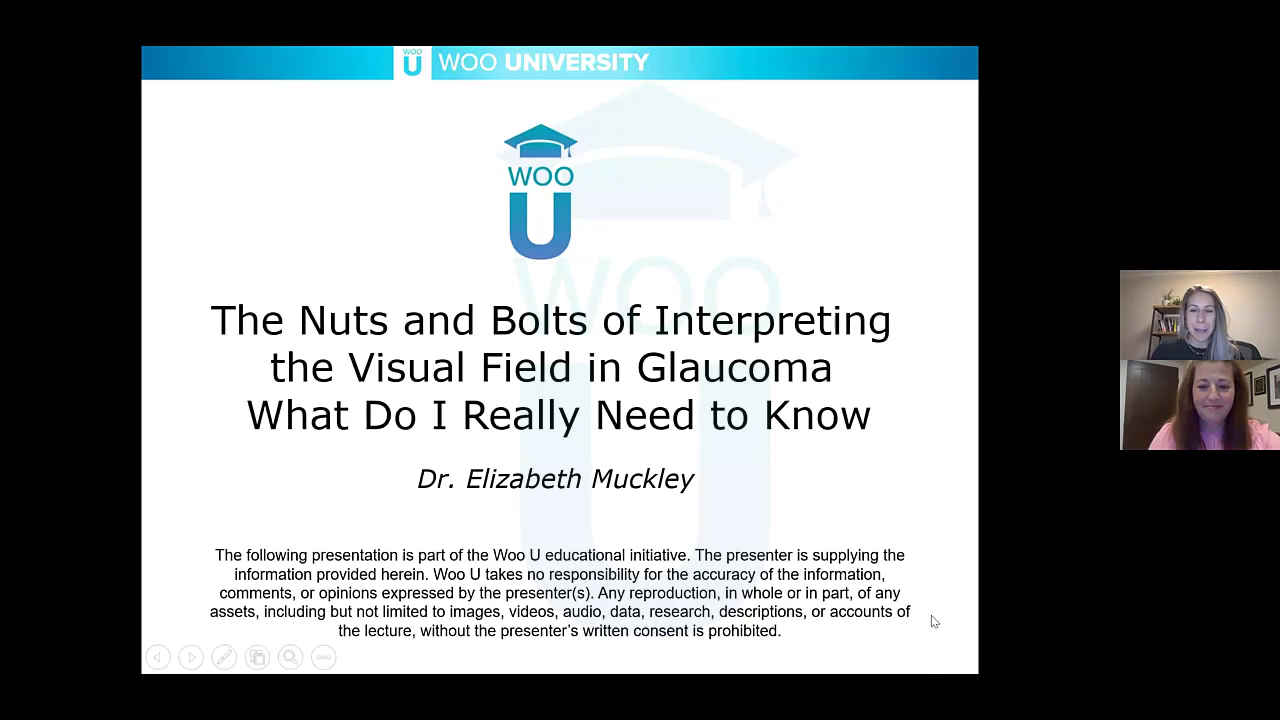 WOO
U
WOO UNIVERSITY
WOO
U
WOO
U
The Nuts and Bolts of Interpreting
the Visual Field in Glaucoma
What Do I Really Need to Know
Dr. Elizabeth Muckley
The following presentation is part of the Woo U educational initiative. The presenter is supplying the
information provided herein. Woo U takes no responsibility for the accuracy of the information,
comments, or opinions expressed by the presenter(s). Any reproduction, in whole or in part, of any
assets, including but not limited to images, videos, audio, data, research, descriptions, or accounts of
the lecture, without the presenter's written consent is prohibited.